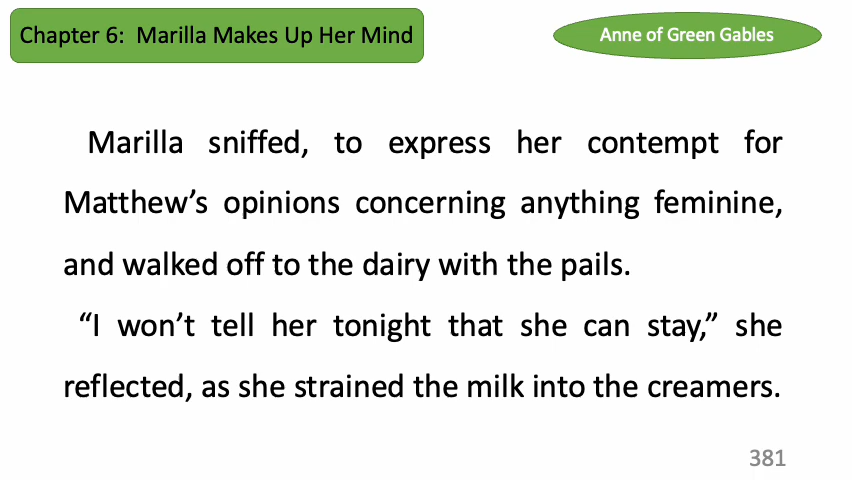 Chapter 6:  Marilla Makes Up Her Mind
Anne of Green Gables
Marilla sniffed, to express her contempt for
Matthew’s opinions concerning anything feminine,
and walked off to the dairy with the pails.
“I won’t tell her tonight that she can stay,” she
reflected, as she strained the milk into the creamers.
381